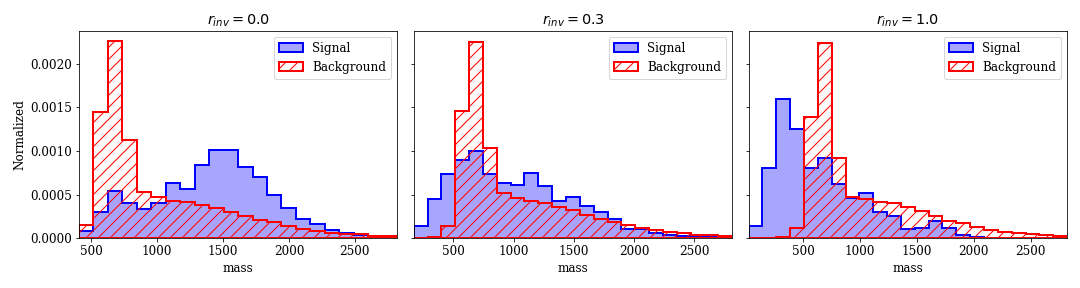 r_inv = 0.0
r_inv = 0.3
r_inv = 1.0
Signal
Background
Signal
Background
Signal
Background
Normalized
0.0020
0.0015
0.0010
0.0005
0.0000
500 1000 1500 2000 2500
500 1000 1500 2000 2500
500 1000 1500 2000 2500
mass
mass
mass